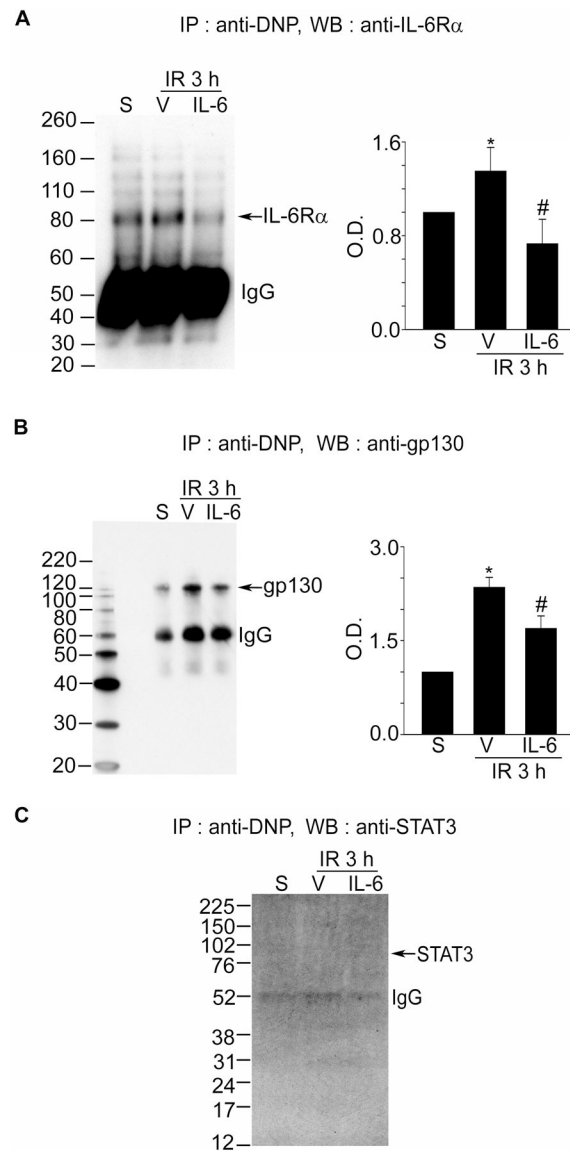 A
IP : anti-DNP, WB : anti-IL-6Rα
IR 3 h
S V IL-6
260
160
110
80
60
50
40
30
20
IL-6Rα
IgG
O.D.
1.6
0.8
0.0
*
#
S V IL-6
IR 3 h
B
IP : anti-DNP, WB : anti-gp130
IR 3 h
S V IL-6
220
120
100
80
60
50
40
30
20
gp130
IgG
O.D.
3.0
1.5
0.0
*
#
S V IL-6
IR 3 h
C
IP : anti-DNP, WB : anti-STAT3
IR 3 h
S V IL-6
225
150
102
76
52
38
31
24
17
12
STAT3
IgG